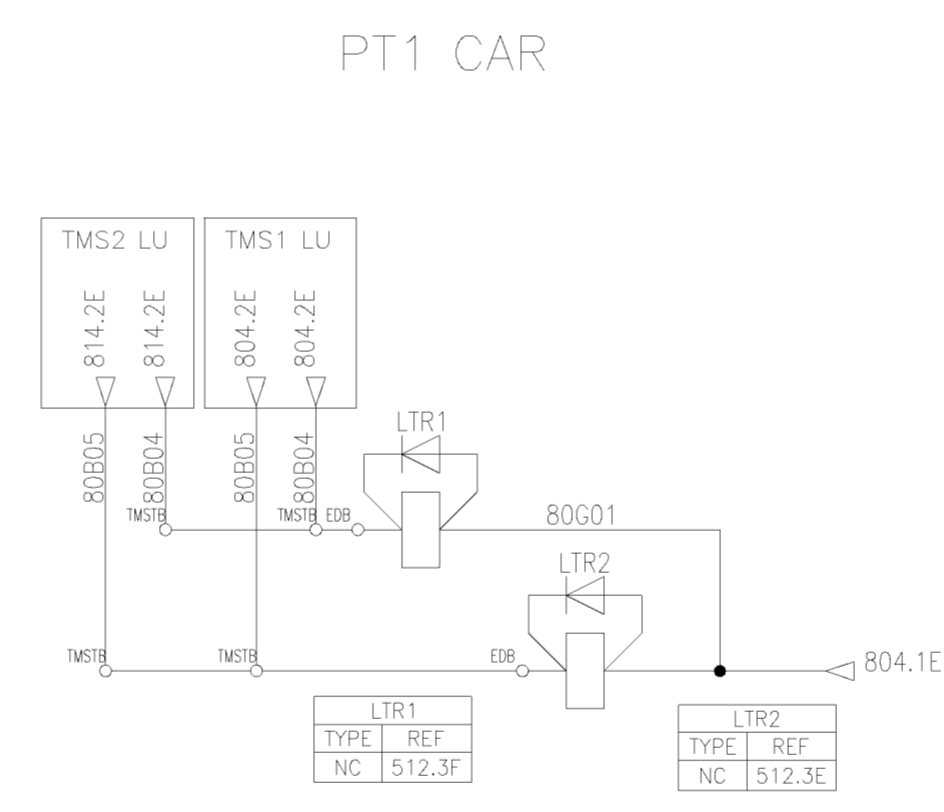 PT1 CAR
TMS2 LU
TMS1 LU
814.2E
814.2E
804.2E
804.2E
80B05
80B04
80B05
80B04
LTR1
TMSTB
TMSTB
EDB
80G01
LTR2
TMSTB
TMSTB
EDB
804.1E
LTR1
TYPE REF
NC 512.3F
LTR2
TYPE REF
NC 512.3E